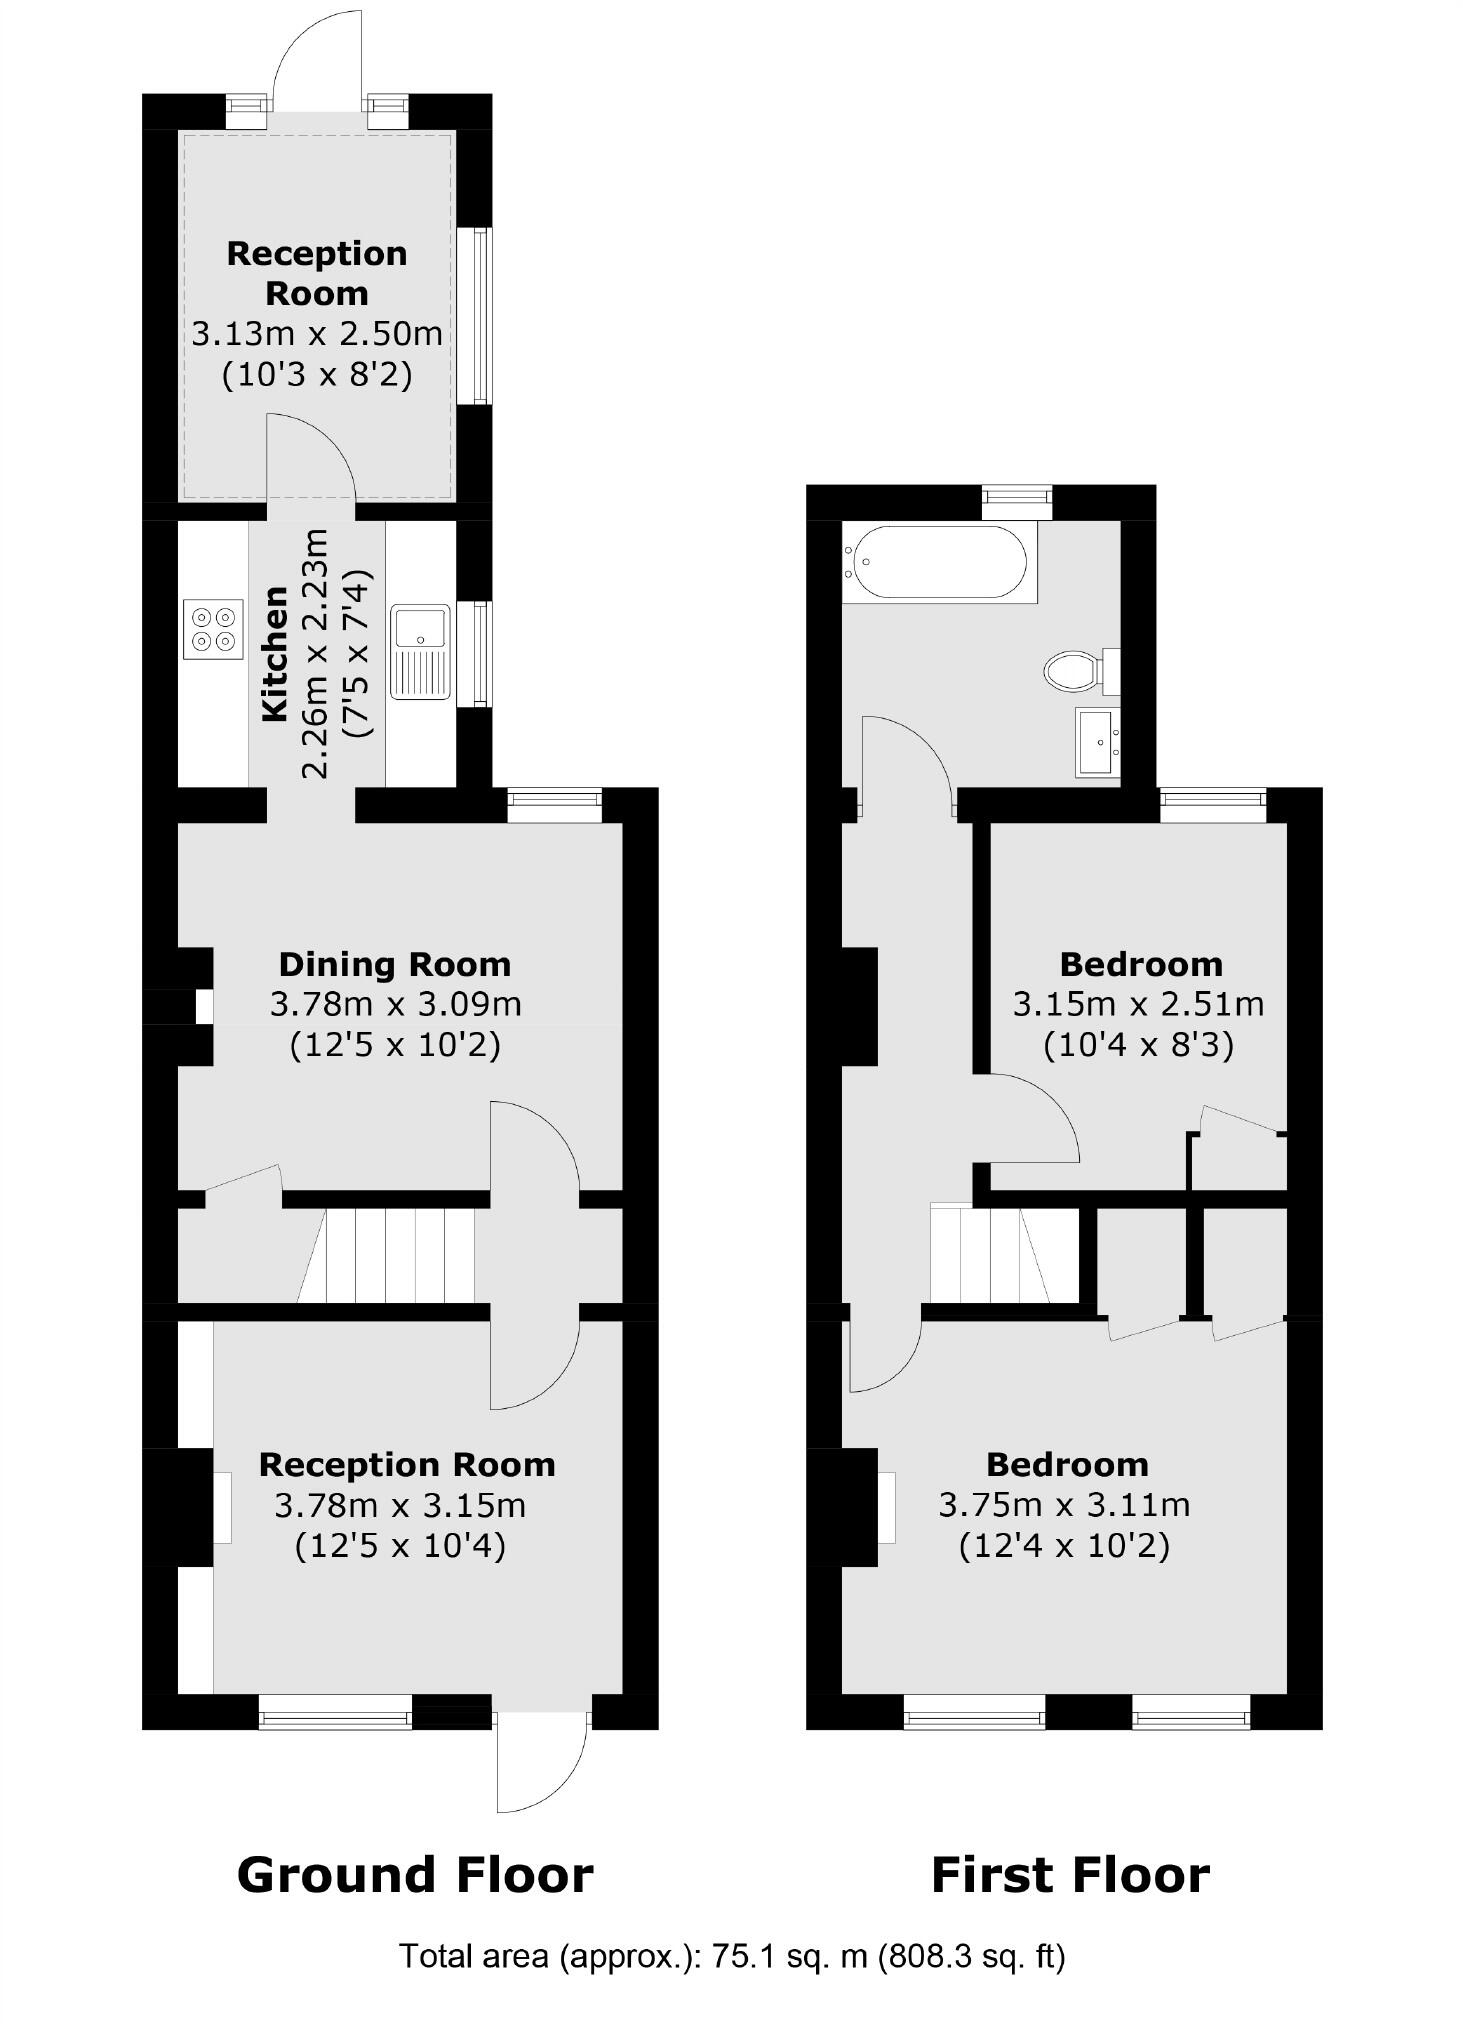 Reception
Room
3.13m x 2.50m
(10'3 x 8'2)
Kitchen
2.26m x 2.23m
(7'5 x 7'4)
Dining Room
3.78m x 3.09m
(12'5 x 10'2)
Reception Room
3.78m x 3.15m
(12'5 x 10'4)
Ground Floor
Bedroom
3.15m x 2.51m
(10'4 x 8'3)
Bedroom
3.75m x 3.11m
(12'4 x 10'2)
First Floor
Total area (approx.): 75.1 sq. m (808.3 sq. ft)